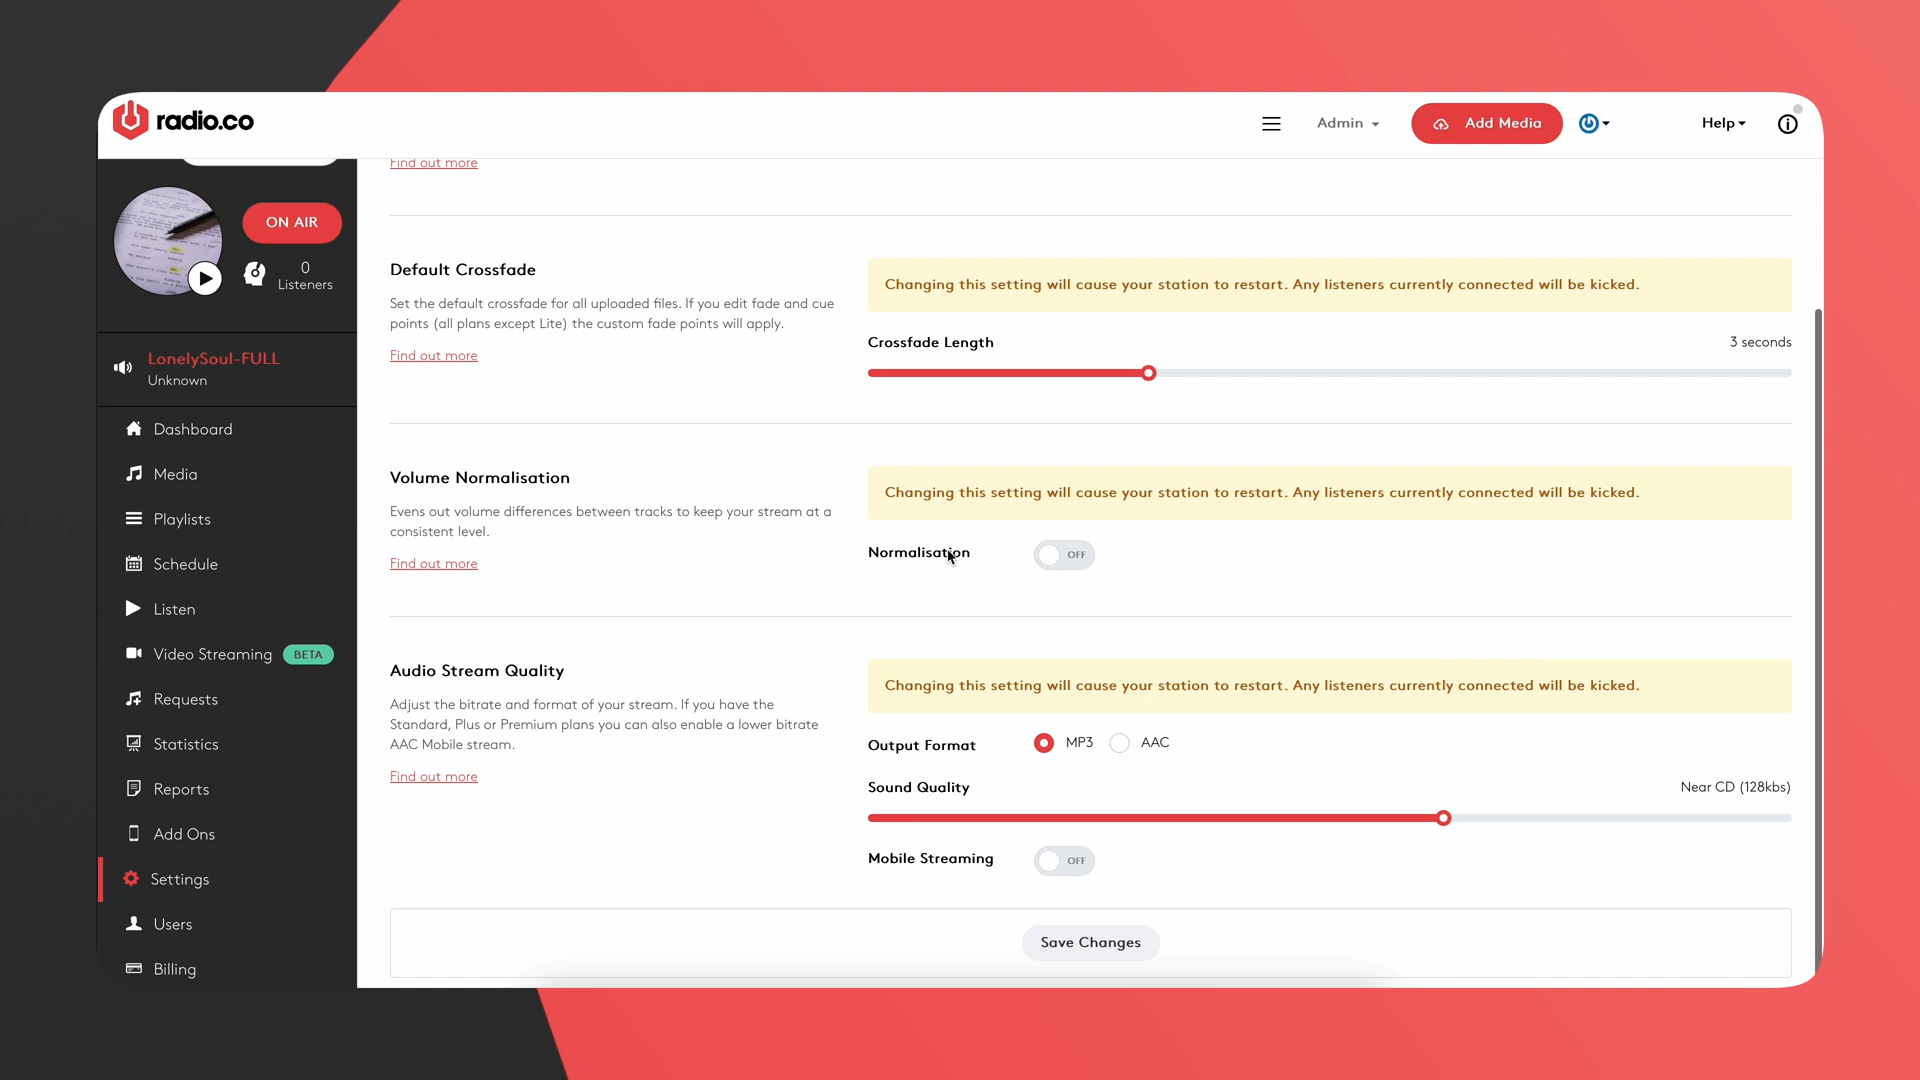 radio.co
Admin
Add Media
Help
Find out more
ON AIR
0
Listeners
LonelySoul-FULL
Unknown
Dashboard
Media
Playlists
Schedule
Listen
Video Streaming BETA
Requests
Statistics
Reports
Add Ons
Settings
Users
Billing
Default Crossfade
Set the default crossfade for all uploaded files. If you edit fade and cue
points (all plans except Lite) the custom fade points will apply.
Find out more
Changing this setting will cause your station to restart. Any listeners currently connected will be kicked.
Crossfade Length
3 seconds
Volume Normalisation
Evens out volume differences between tracks to keep your stream at a
consistent level.
Find out more
Changing this setting will cause your station to restart. Any listeners currently connected will be kicked.
Normalisation
OFF
Audio Stream Quality
Adjust the bitrate and format of your stream. If you have the
Standard, Plus or Premium plans you can also enable a lower bitrate
AAC Mobile stream.
Find out more
Changing this setting will cause your station to restart. Any listeners currently connected will be kicked.
Output Format
MP3
AAC
Sound Quality
Near CD (128kbs)
Mobile Streaming
OFF
Save Changes